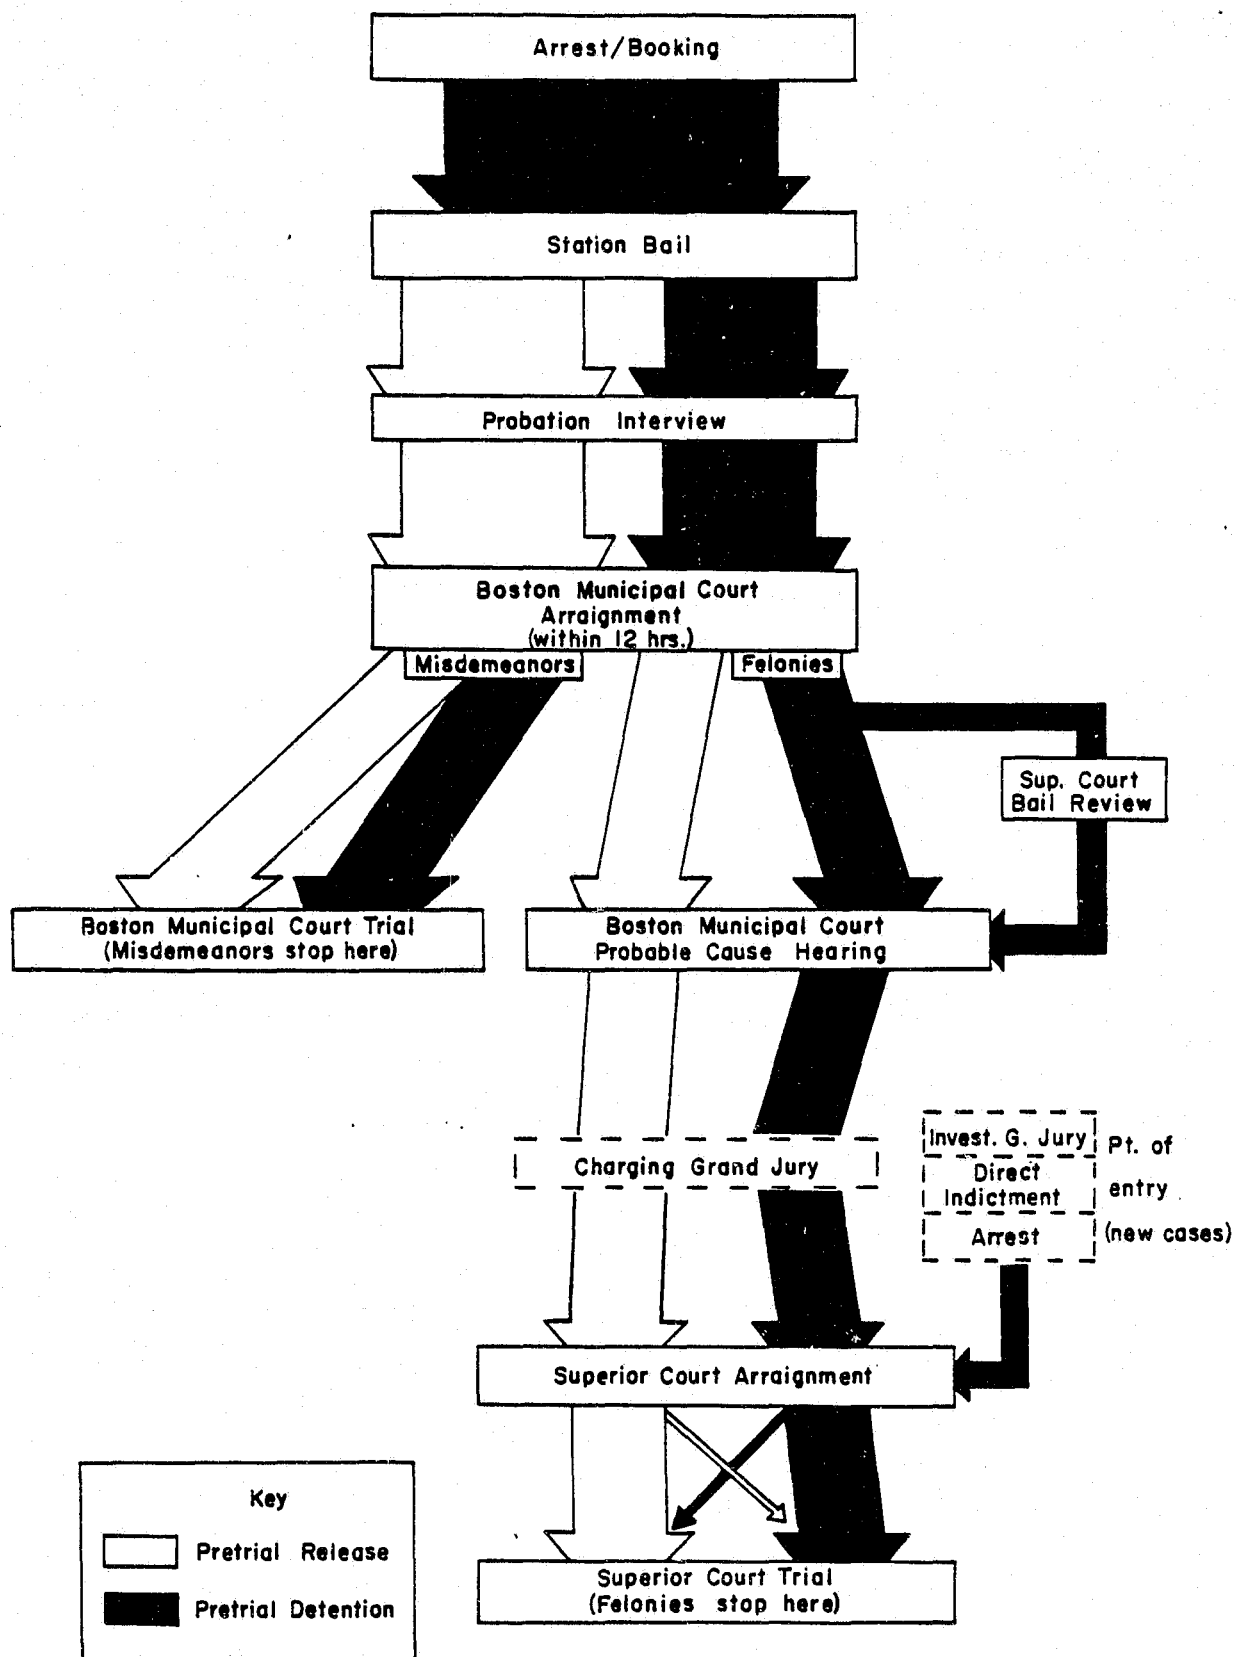 Arrest/Booking
Station Bail
Probation Interview
Boston Municipal Court
Arraignment
(within 12 hrs.)
Misdemeanors
Felonies
Sup. Court
Bail Review
Boston Municipal Court Trial
(Misdemeanors stop here)
Boston Municipal Court
Probable Cause Hearing
Charging Grand Jury
Invest. G. Jury
Direct
Indictment
Arrest
Pt. of
entry
(new cases)
Superior Court Arraignment
Superior Court Trial
(Felonies stop here)
Key
Pretrial Release
Pretrial Detention